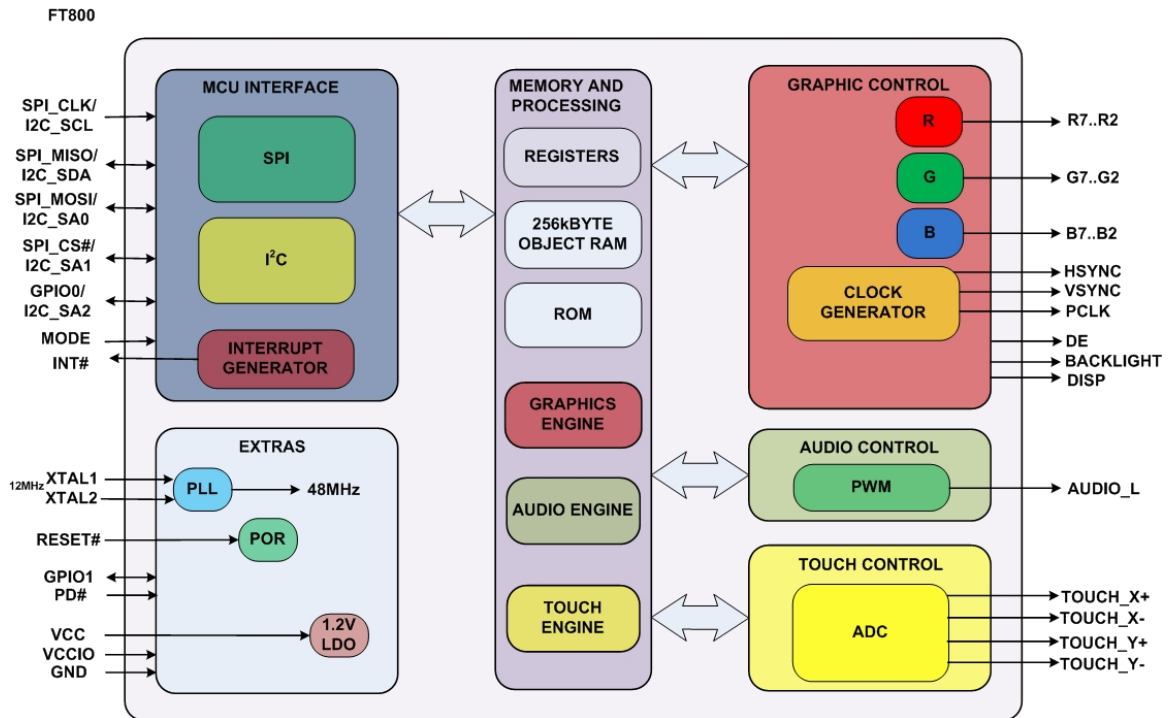 FT800
MCU INTERFACE
SPI_CLK/
I2C_SCL
SPI_MISO/
I2C_SDA
SPI_MOSI/
I2C_SA0
SPI_CS#/
I2C_SA1
GPIO0/
I2C_SA2
MODE
INT#
SPI
I²C
INTERRUPT
GENERATOR
EXTRAS
12MHz
XTAL1
XTAL2
PLL
48MHz
RESET#
POR
GPIO1
PD#
VCC
1.2V
LDO
VCCIO
GND
MEMORY AND
PROCESSING
REGISTERS
256kBYTE
OBJECT RAM
ROM
GRAPHICS
ENGINE
AUDIO ENGINE
TOUCH
ENGINE
GRAPHIC CONTROL
R
R7..R2
G
G7..G2
B
B7..B2
CLOCK
GENERATOR
HSYNC
VSYNC
PCLK
DE
BACKLIGHT
DISP
AUDIO CONTROL
PWM
AUDIO_L
TOUCH CONTROL
ADC
TOUCH_X+
TOUCH_X-
TOUCH_Y+
TOUCH_Y-